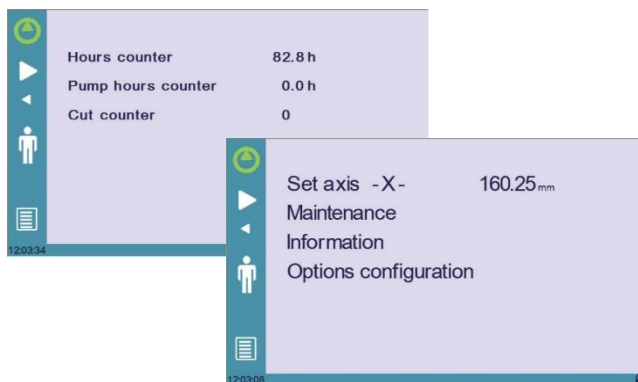 Hours counter 82.8 h
Pump hours counter 0.0 h
Cut counter 0
12:03:34
Set axis - X - 160.25 mm
Maintenance
Information
Options configuration
12:03:08